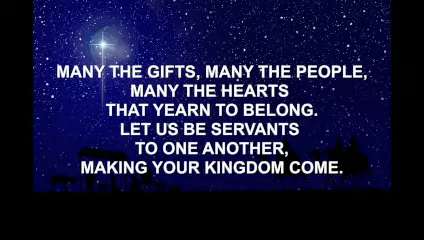 MANY THE GIFTS, MANY THE PEOPLE,
MANY THE HEARTS
THAT YEARN TO BELONG.
LET US BE SERVANTS
TO ONE ANOTHER,
MAKING YOUR KINGDOM COME.